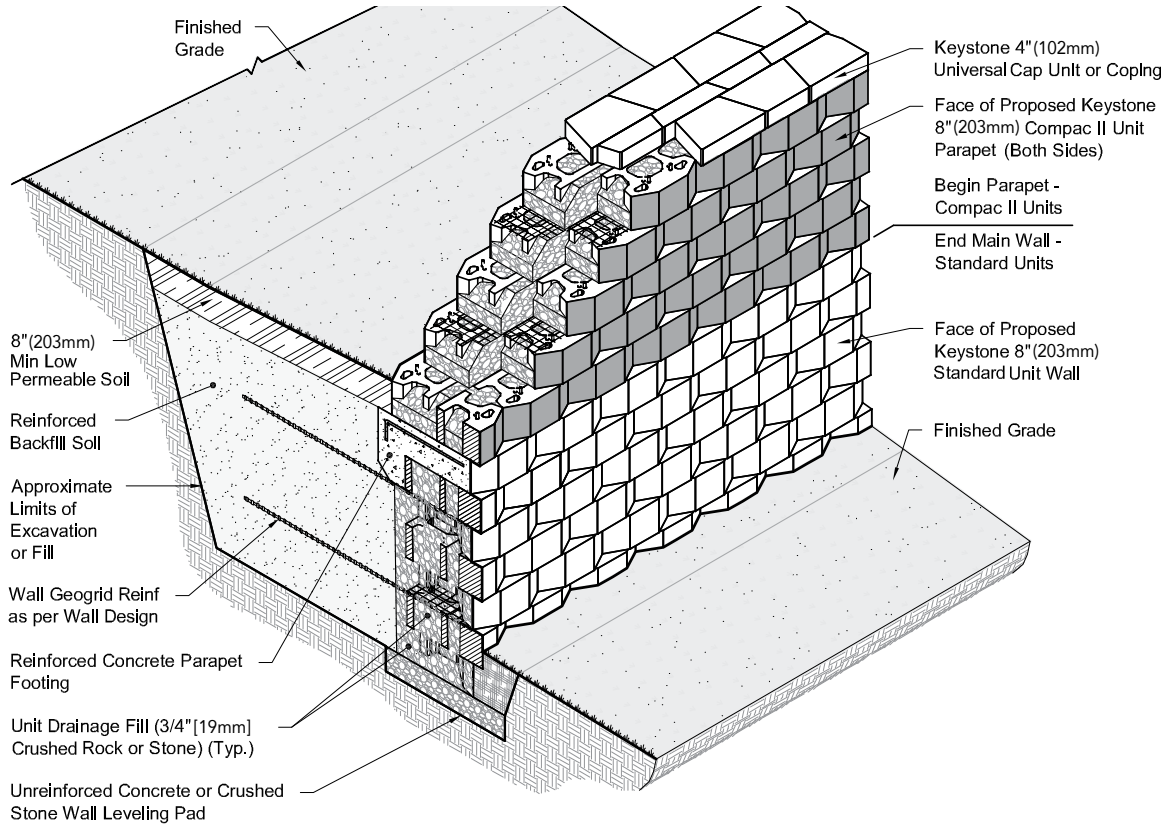 Finished
Grade
Keystone 4"(102mm)
Universal Cap Unit or Coping
Face of Proposed Keystone
8"(203mm) Compac II Unit
Parapet (Both Sides)
Begin Parapet -
Compac II Units
End Main Wall -
Standard Units
Face of Proposed
Keystone 8"(203mm)
Standard Unit Wall
Finished Grade
8"(203mm)
Min Low
Permeable Soil
Reinforced
Backfill Soil
Approximate
Limits of
Excavation
or Fill
Wall Geogrid Reinf
as per Wall Design
Reinforced Concrete Parapet
Footing
Unit Drainage Fill (3/4"[19mm]
Crushed Rock or Stone) (Typ.)
Unreinforced Concrete or Crushed
Stone Wall Leveling Pad